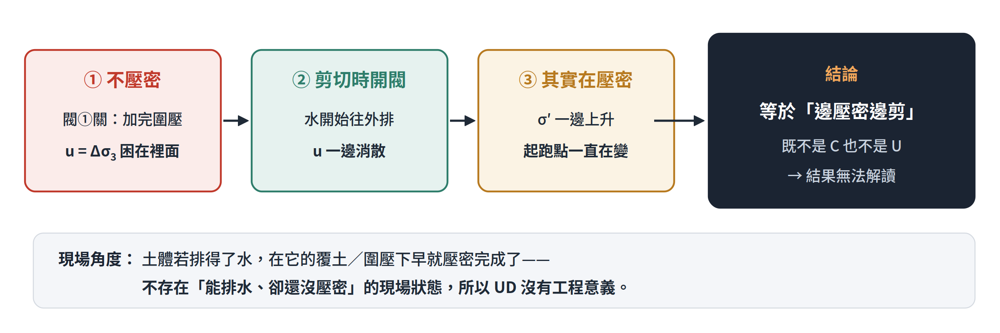 ① 不壓密
閥①關：加完圍壓
u = Δσ₃ 困在裡面
② 剪切時開閥
水開始往外排
u 一邊消散
③ 其實在壓密
σ′ 一邊上升
起跑點一直在變
結論
等於「邊壓密邊剪」
既不是 C 也不是 U
→ 結果無法解讀
現場角度： 土體若排得了水，在它的覆土／圍壓下早就壓密完成了——
不存在「能排水、卻還沒壓密」的現場狀態，所以 UD 沒有工程意義。